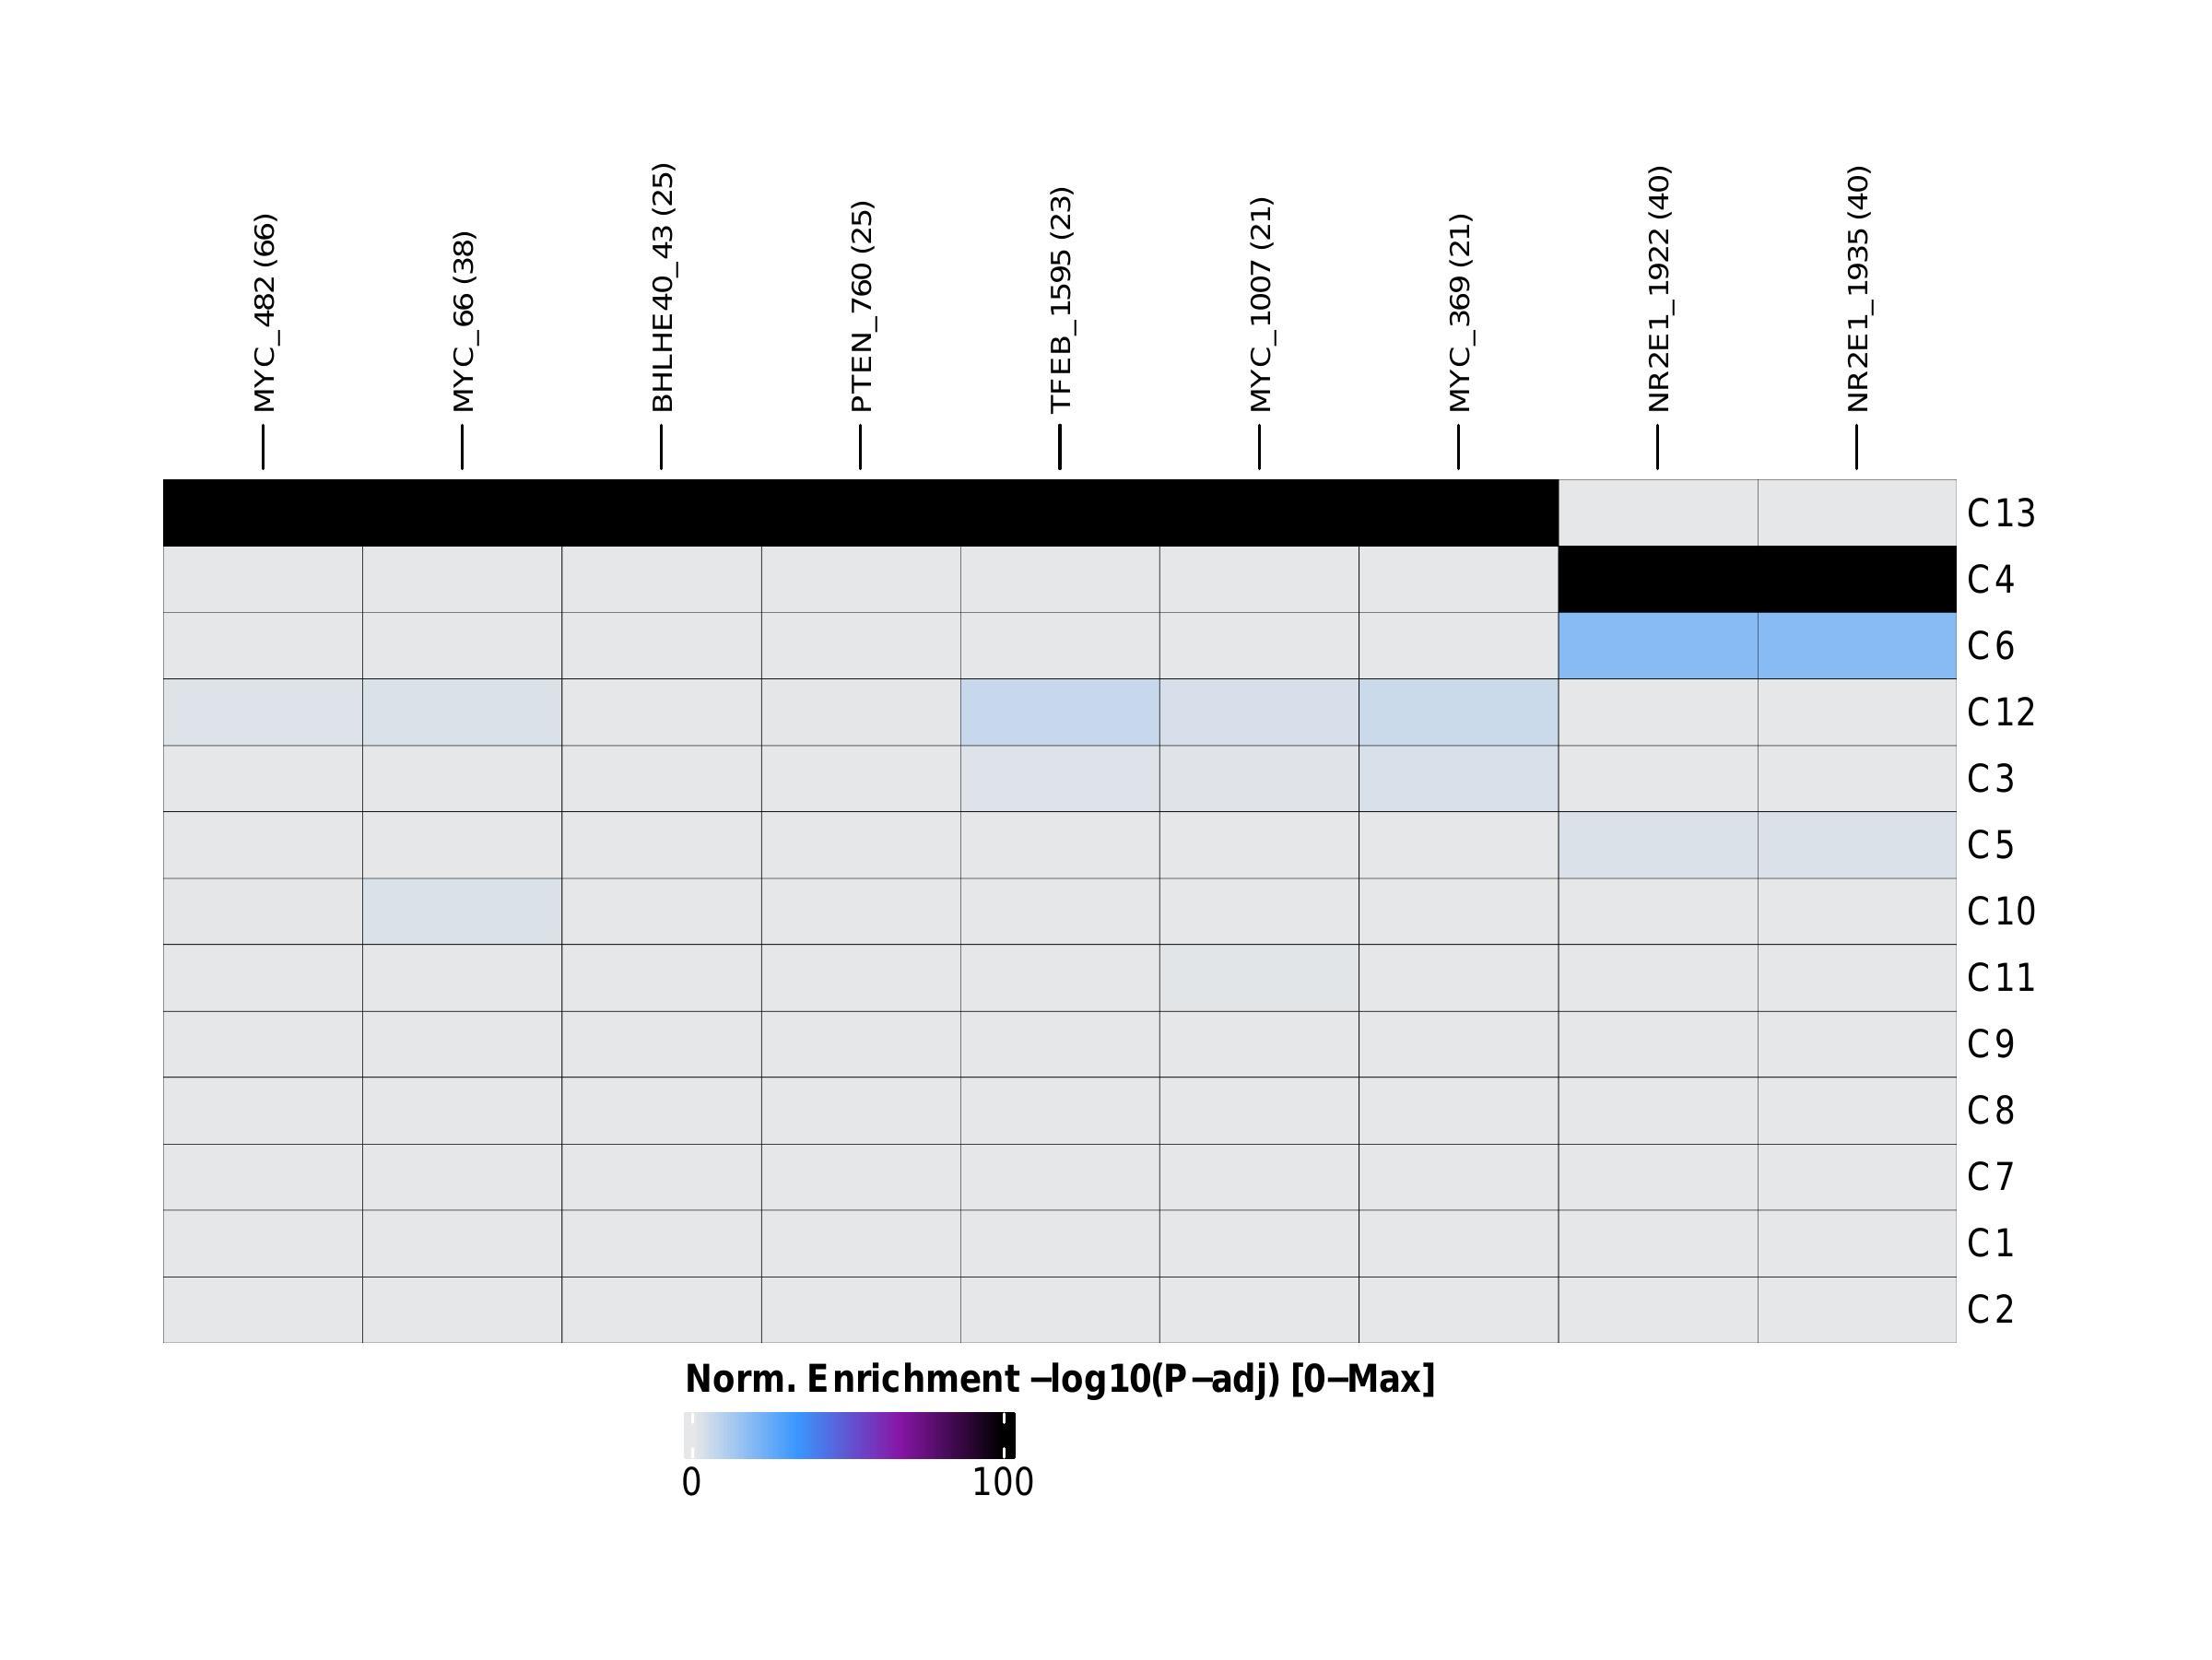 MYC_482 (66)
MYC_66 (38)
BHLHE40_43 (25)
PTEN_760 (25)
TFEB_1595 (23)
MYC_1007 (21)
MYC_369 (21)
NR2E1_1922 (40)
NR2E1_1935 (40)
C13
C4
C6
C12
C3
C5
C10
C11
C9
C8
C7
C1
C2
Norm. Enrichment −log10(P−adj) [0−Max]
0 100